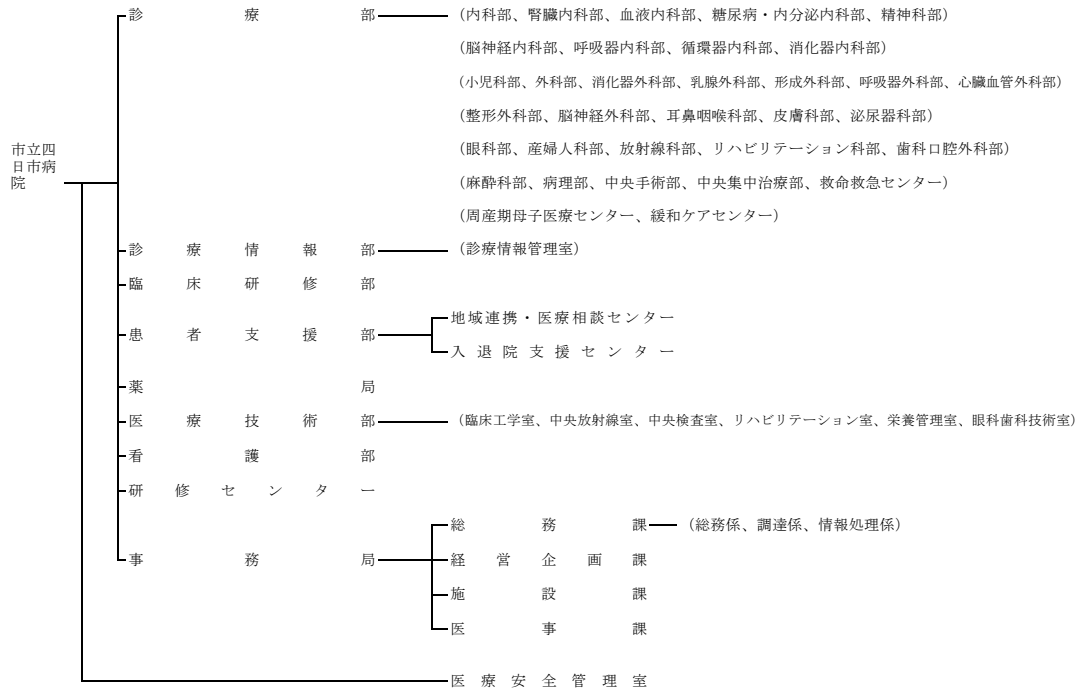 診療部
（内科部、腎臓内科部、血液内科部、糖尿病・内分泌内科部、精神科部）
（脳神経内科部、呼吸器内科部、循環器内科部、消化器内科部）
（小児科部、外科部、消化器外科部、乳腺外科部、形成外科部、呼吸器外科部、心臓血管外科部）
（整形外科部、脳神経外科部、耳鼻咽喉科部、皮膚科部、泌尿器科部）
市立四
日市病
院
（眼科部、産婦人科部、放射線科部、リハビリテーション科部、歯科口腔外科部）
（麻酔科部、病理部、中央手術部、中央集中治療部、救命救急センター）
（周産期母子医療センター、緩和ケアセンター）
診療情報部
（診療情報管理室）
臨床研修部
患者支援部
地域連携・医療相談センター
入退院支援センター
薬局
医療技術部
（臨床工学室、中央放射線室、中央検査室、リハビリテーション室、栄養管理室、眼科歯科技術室）
看護部
研修センター
事務局
総務課
（総務係、調達係、情報処理係）
経営企画課
施設課
医事課
医療安全管理室